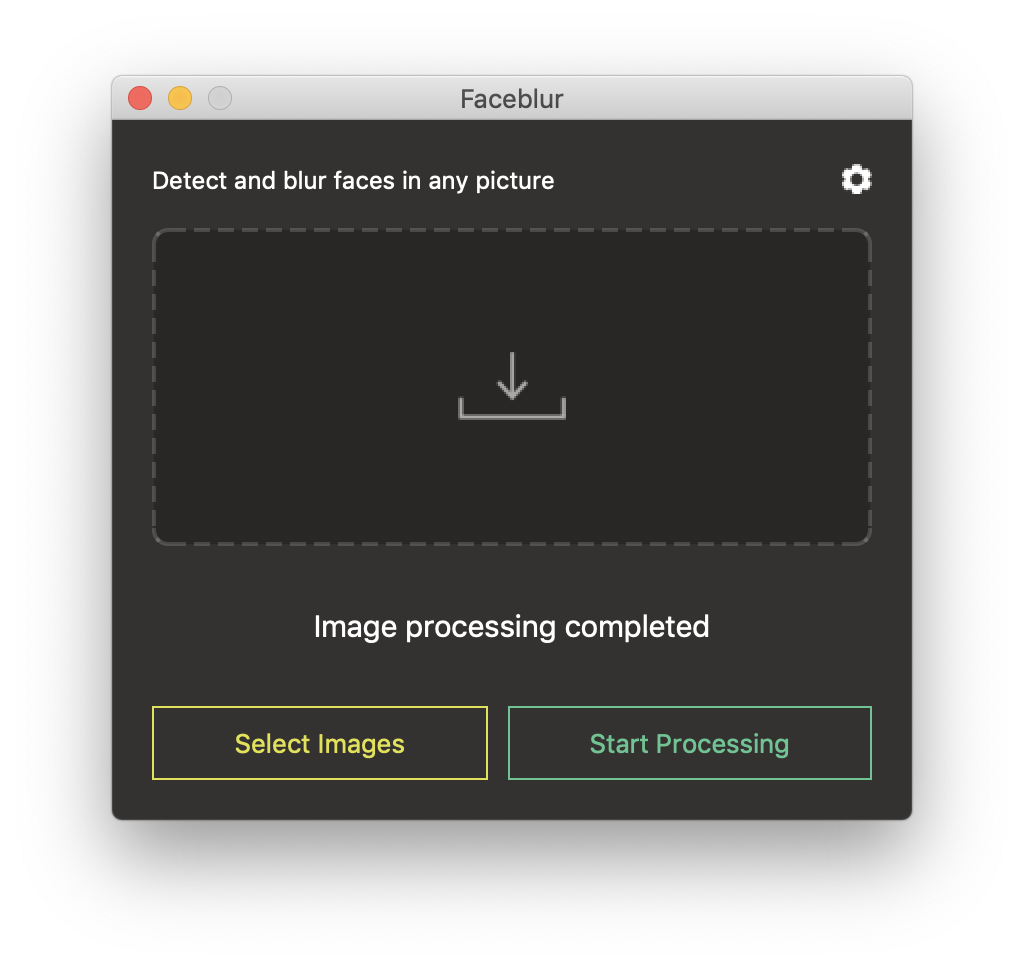 Faceblur
Detect and blur faces in any picture
Image processing completed
Select Images
Start Processing